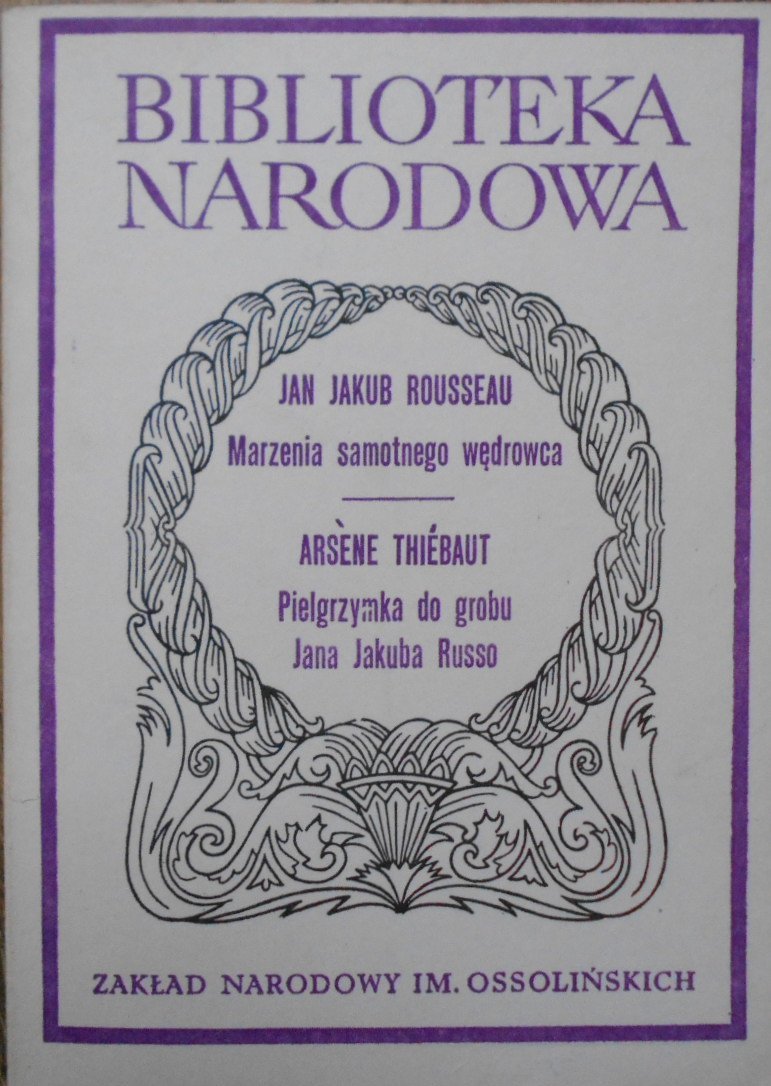 BIBLIOTEKA
NARODOWA
JAN JAKUB ROUSSEAU
Marzenia samotnego wędrowca
ARSÈNE THIÉBAUT
Pielgrzymka do grobu
Jana Jakuba Russo
ZAKŁAD NARODOWY IM. OSSOLIŃSKICH